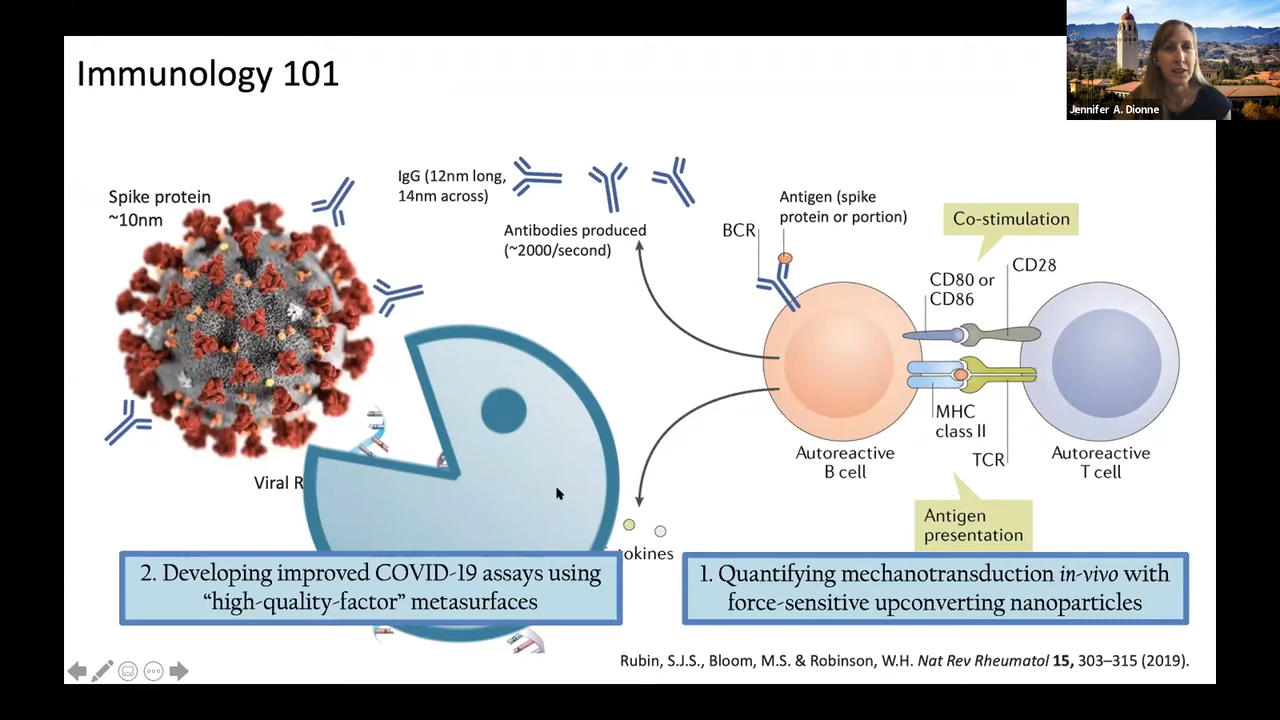 Immunology 101
Jennifer A. Dionne
Spike protein
~10nm
IgG (12nm long,
14nm across)
Antibodies produced
(~2000/second)
BCR
Antigen (spike
protein or portion)
Co-stimulation
CD80 or
CD86
CD28
MHC
class II
TCR
Autoreactive
B cell
Autoreactive
T cell
Antigen
presentation
Viral R
tokines
2. Developing improved COVID-19 assays using
“high-quality-factor” metasurfaces
1. Quantifying mechanotransduction in-vivo with
force-sensitive upconverting nanoparticles
Rubin, S.J.S., Bloom, M.S. & Robinson, W.H. Nat Rev Rheumatol 15, 303–315 (2019).